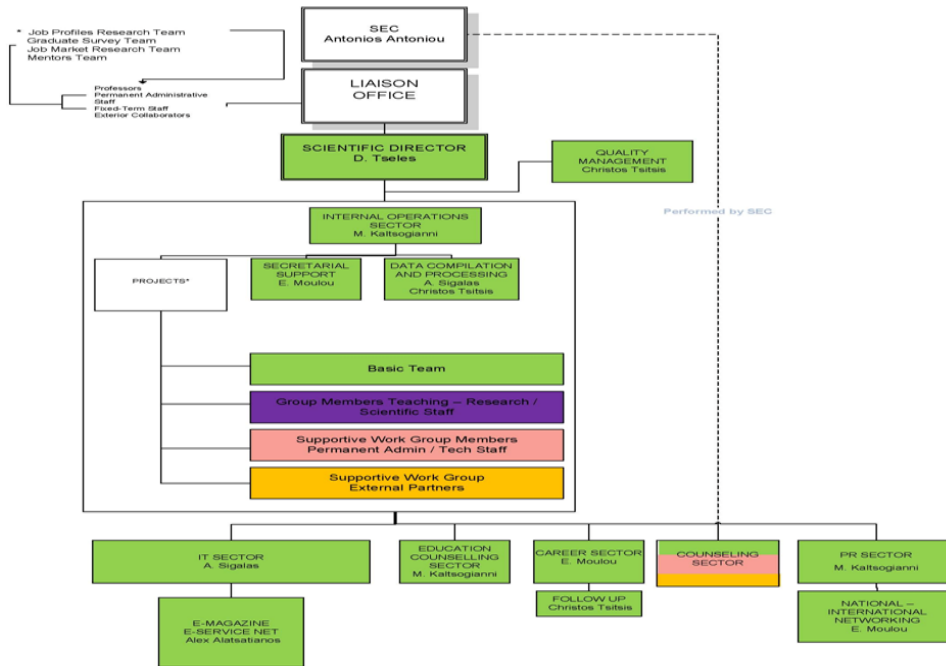 * Job Profiles Research Team
Graduate Survey Team
Job Market Research Team
Mentors Team
Professors
Permanent Administrative
Staff
Fixed-Term Staff
Exterior Collaborators
SEC
Antonios Antoniou
LIAISON
OFFICE
SCIENTIFIC DIRECTOR
D. Tseles
QUALITY
MANAGEMENT
Christos Tsitsis
Performed by SEC
INTERNAL OPERATIONS
SECTOR
M. Kaltsogianni
PROJECTS*
SECRETARIAL
SUPPORT
E. Moulou
DATA COMPILATION
AND PROCESSING
A. Sigalas
Christos Tsitsis
Basic Team
Group Members Teaching – Research /
Scientific Staff
Supportive Work Group Members
Permanent Admin / Tech Staff
Supportive Work Group
External Partners
IT SECTOR
A. Sigalas
EDUCATION
COUNSELLING
SECTOR
M. Kaltsogianni
CAREER SECTOR
E. Moulou
COUNSELING
SECTOR
PR SECTOR
M. Kaltsogianni
E-MAGAZINE
E-SERVICE NET
Alex Alatsatianos
FOLLOW UP
Christos Tsitsis
NATIONAL –
INTERNATIONAL
NETWORKING
E. Moulou